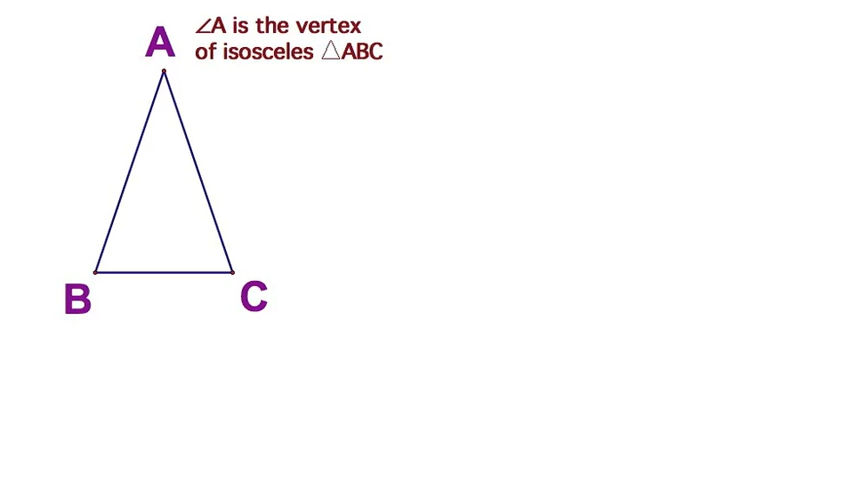 A
∠A is the vertex
of isosceles △ABC
B
C